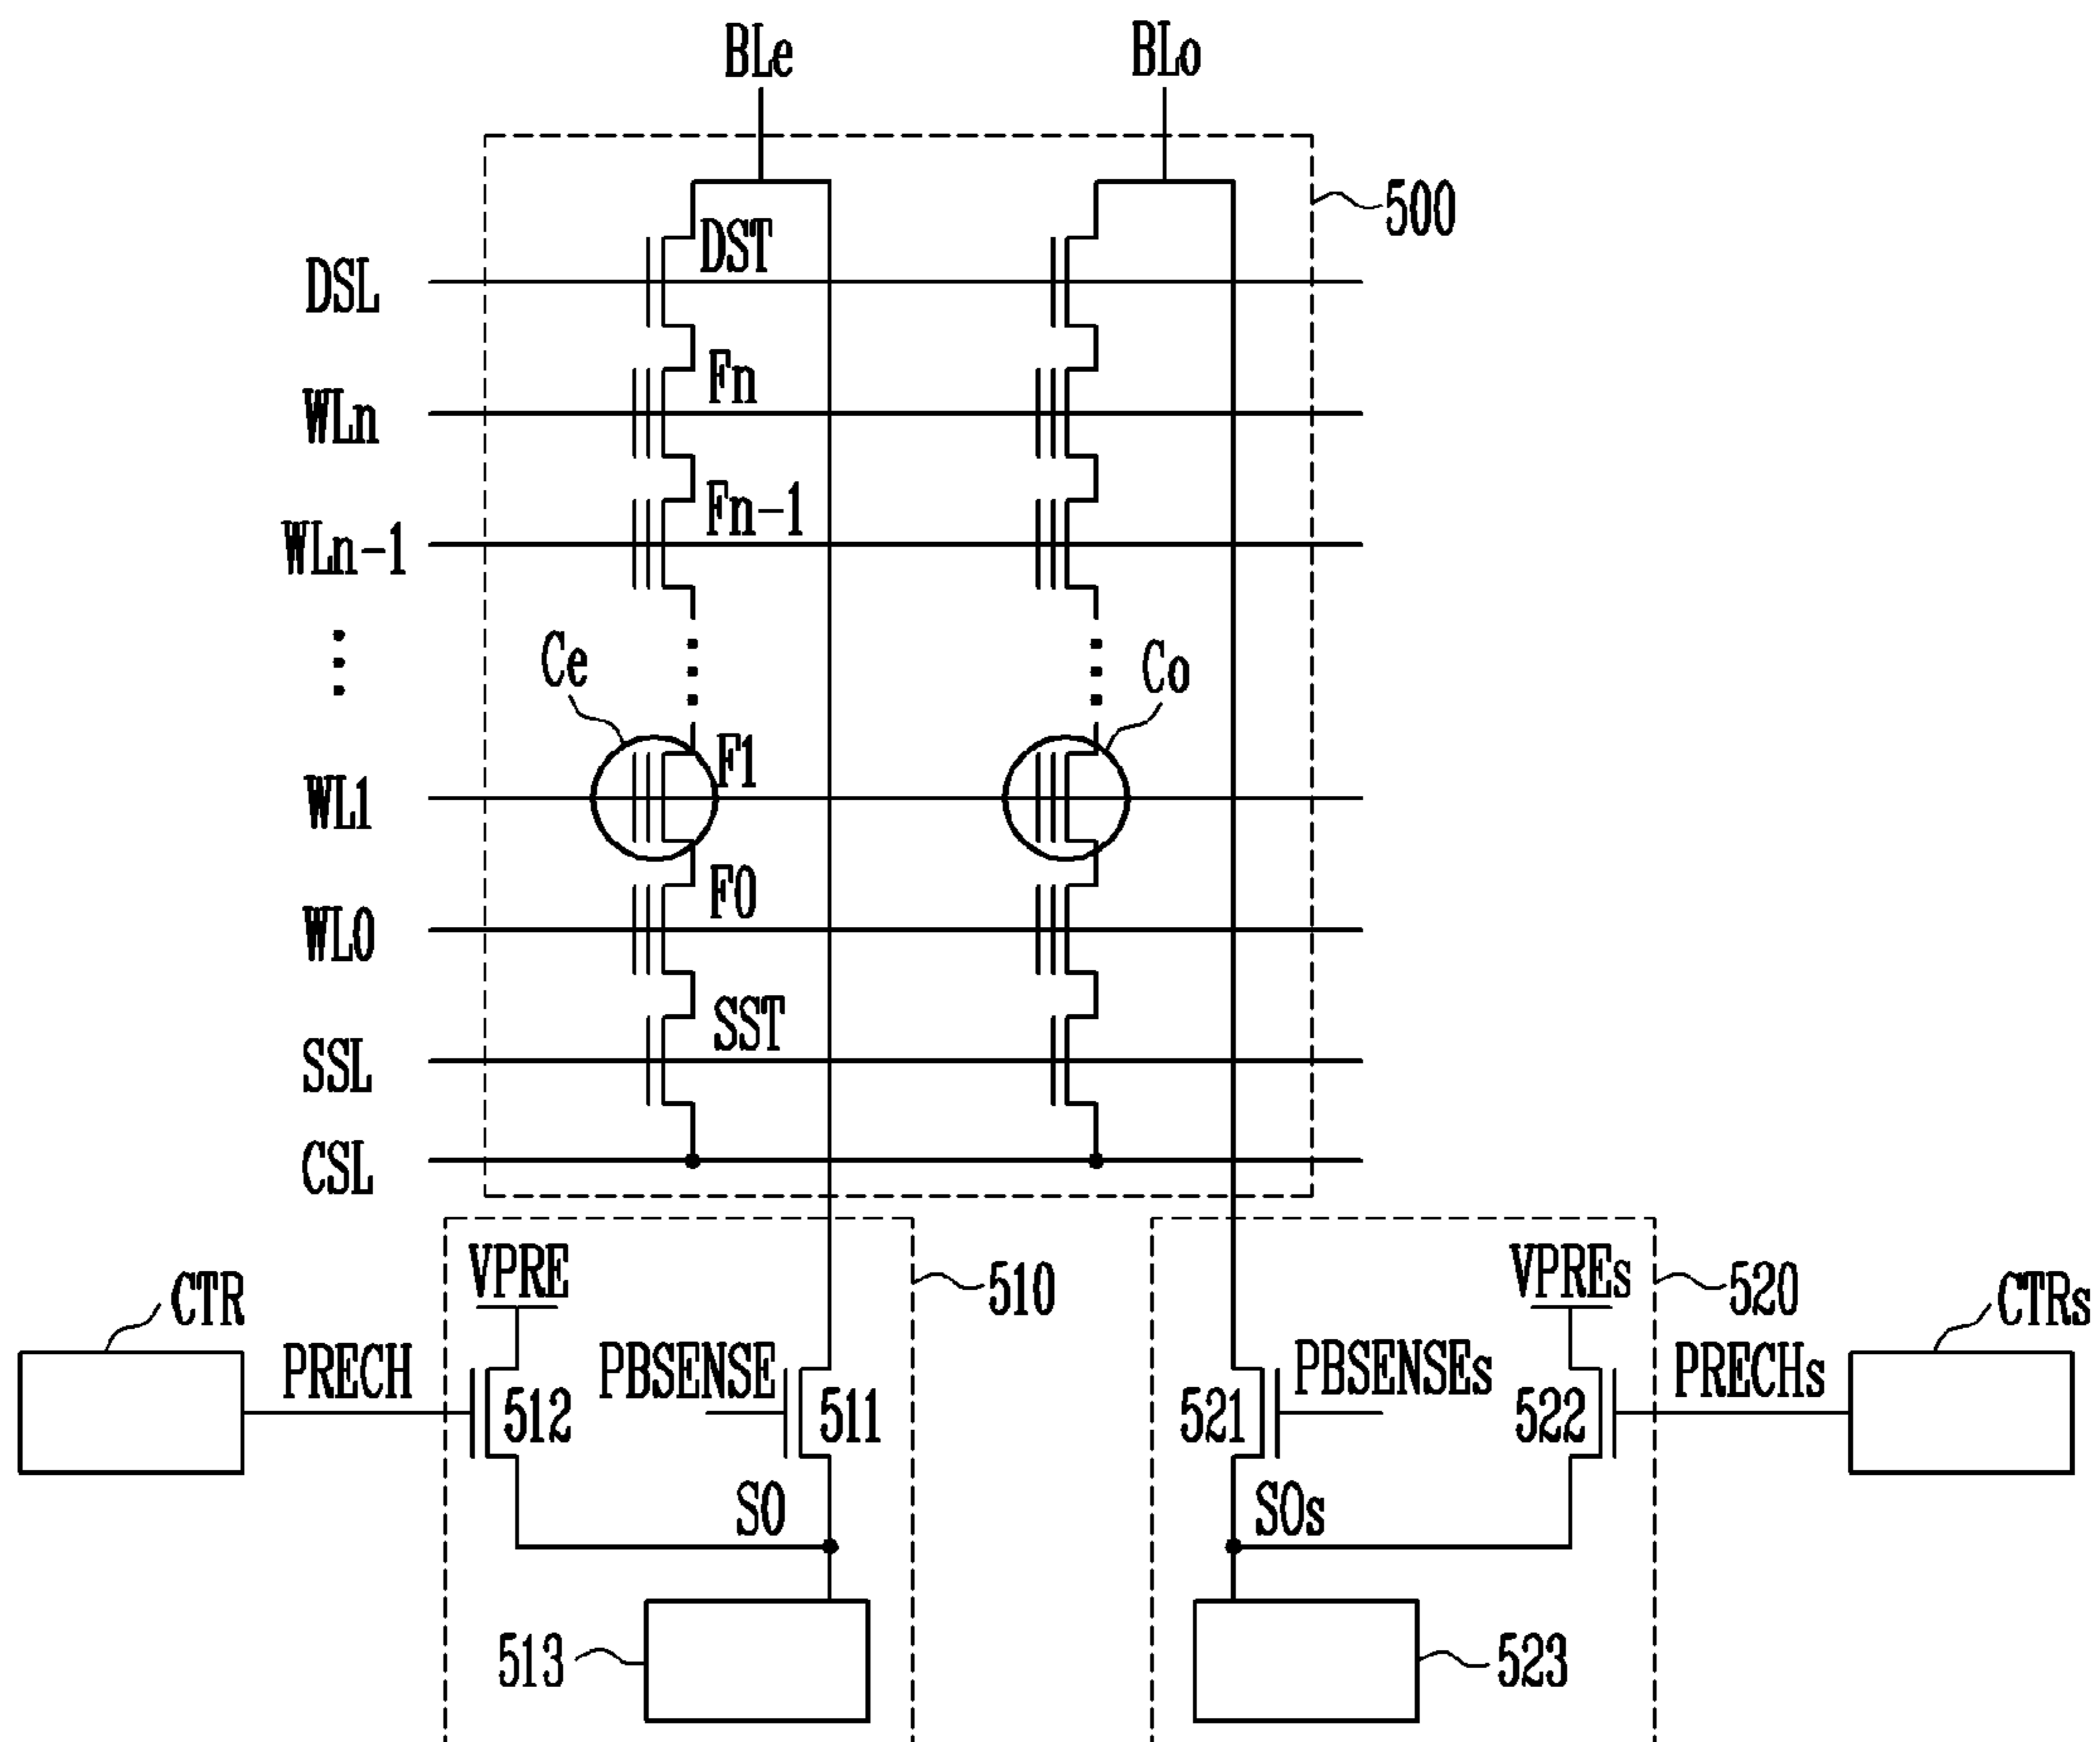 BLe BLo
500
DSL DST
WLn Fn
WLn-1 Fn-1
Ce Co
WL1 F1
WL0 F0
SSL SST
CSL
CTR VPRE 510 VPREs 520 CTRs
PRECH PBSENSE PBSENSEs PRECHs
512 511 521 522
SO SOs
513 523